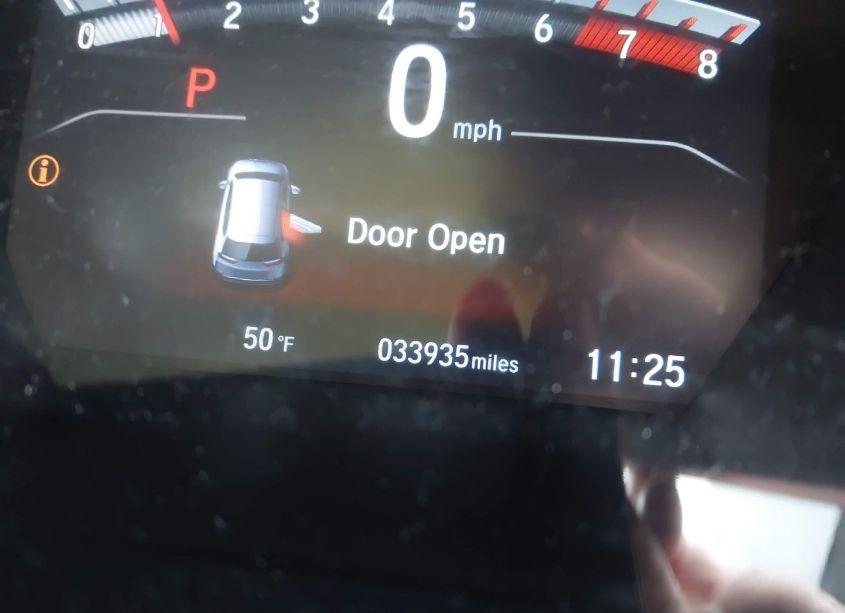 0 1 2 3 4 5 6 7 8
P 0 mph
i
Door Open
50 °F 033935 miles 11:25